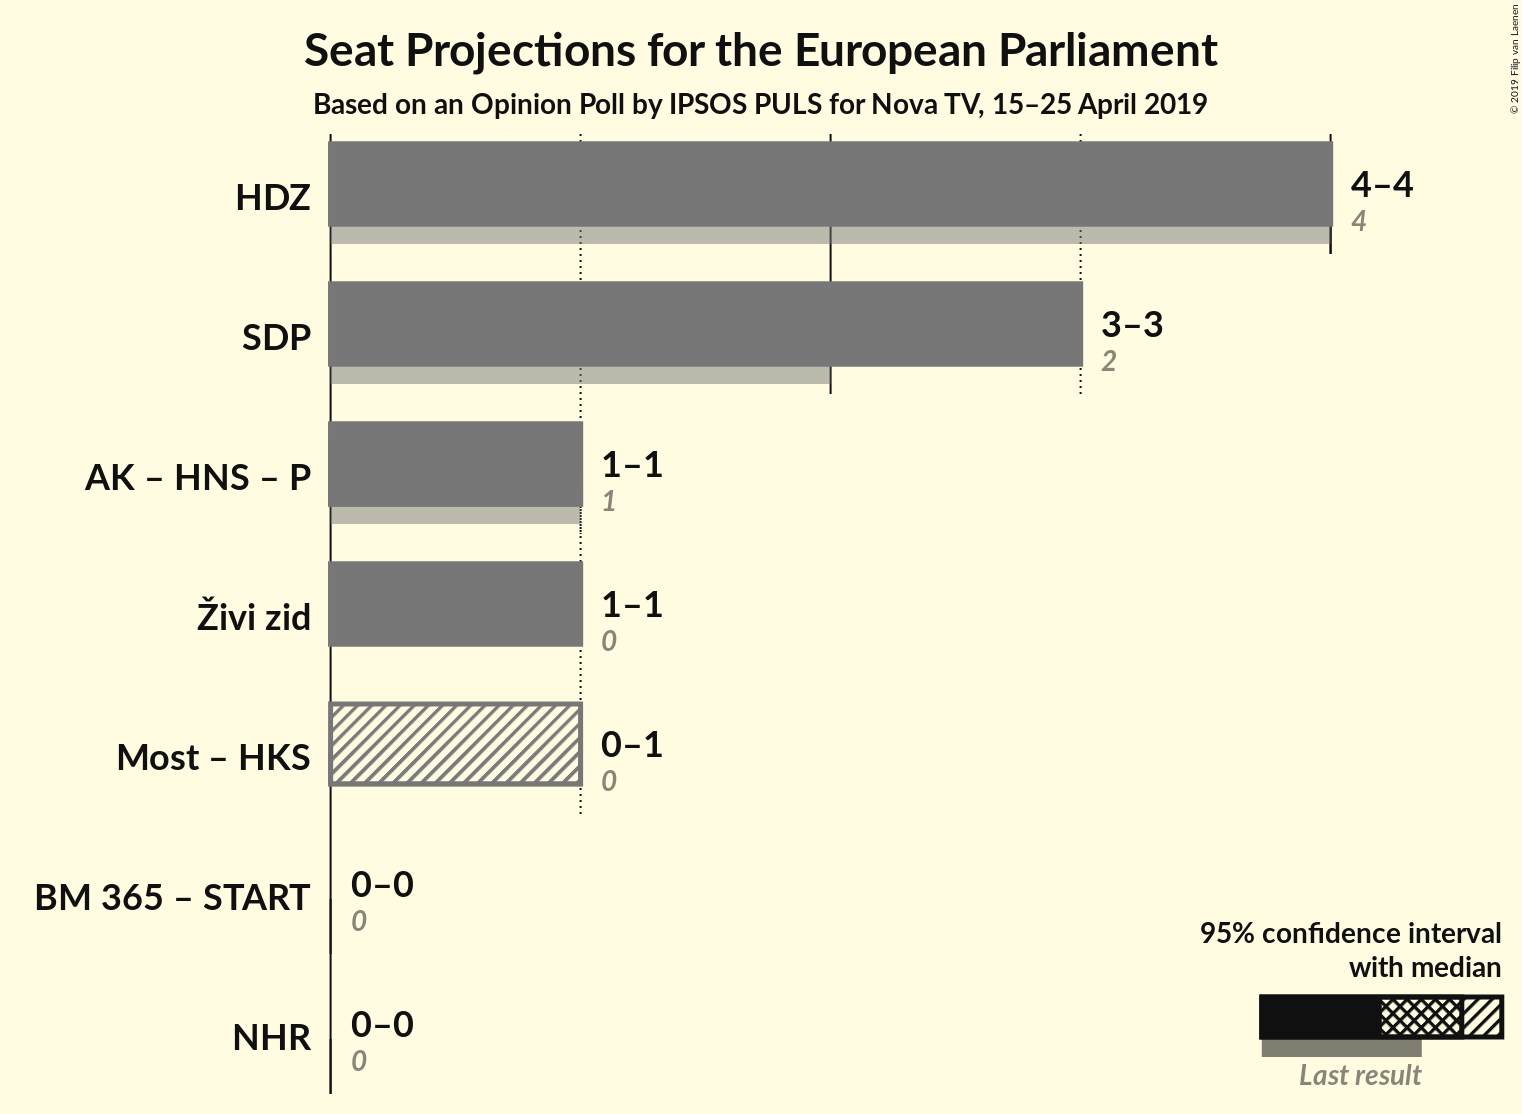 Seat Projections for the European Parliament
Based on an Opinion Poll by IPSOS PULS for Nova TV, 15–25 April 2019
© 2019 Filip van Laenen
HDZ
4–4
4
SDP
3–3
2
AK – HNS – P
1–1
1
Živi zid
1–1
0
Most – HKS
0–1
0
BM 365 – START
0–0
0
NHR
0–0
0
95% confidence interval
with median
Last result